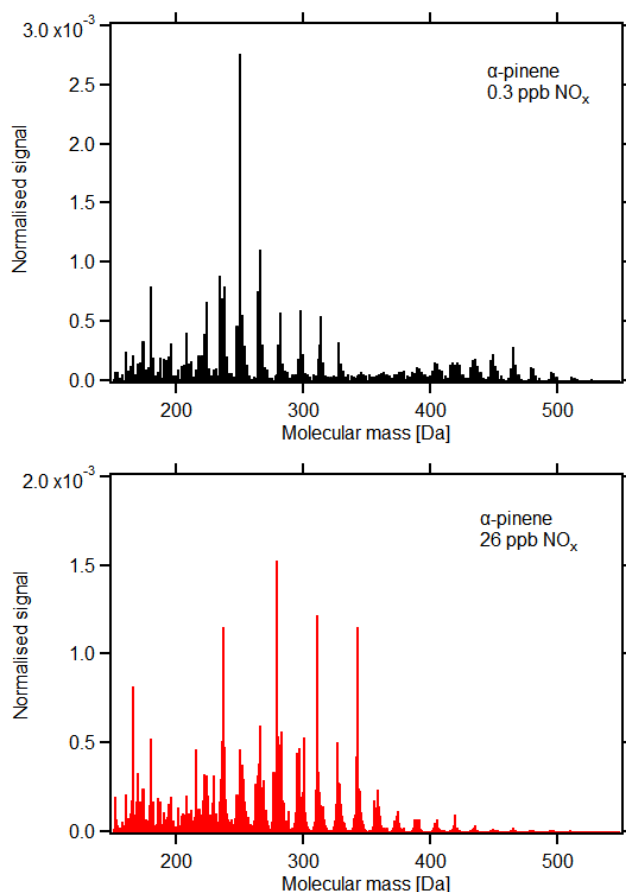 3.0 x10⁻³
α-pinene
0.3 ppb NOₓ
2.5
2.0
1.5
1.0
0.5
0.0
Normalised signal
200 300 400 500
Molecular mass [Da]
2.0 x10⁻³
α-pinene
26 ppb NOₓ
1.5
1.0
0.5
0.0
Normalised signal
200 300 400 500
Molecular mass [Da]